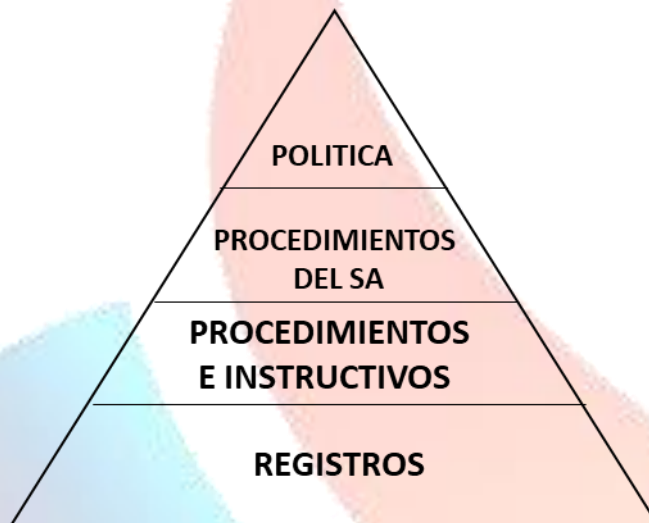 POLITICA
PROCEDIMIENTOS
DEL SA
PROCEDIMIENTOS
E INSTRUCTIVOS
REGISTROS